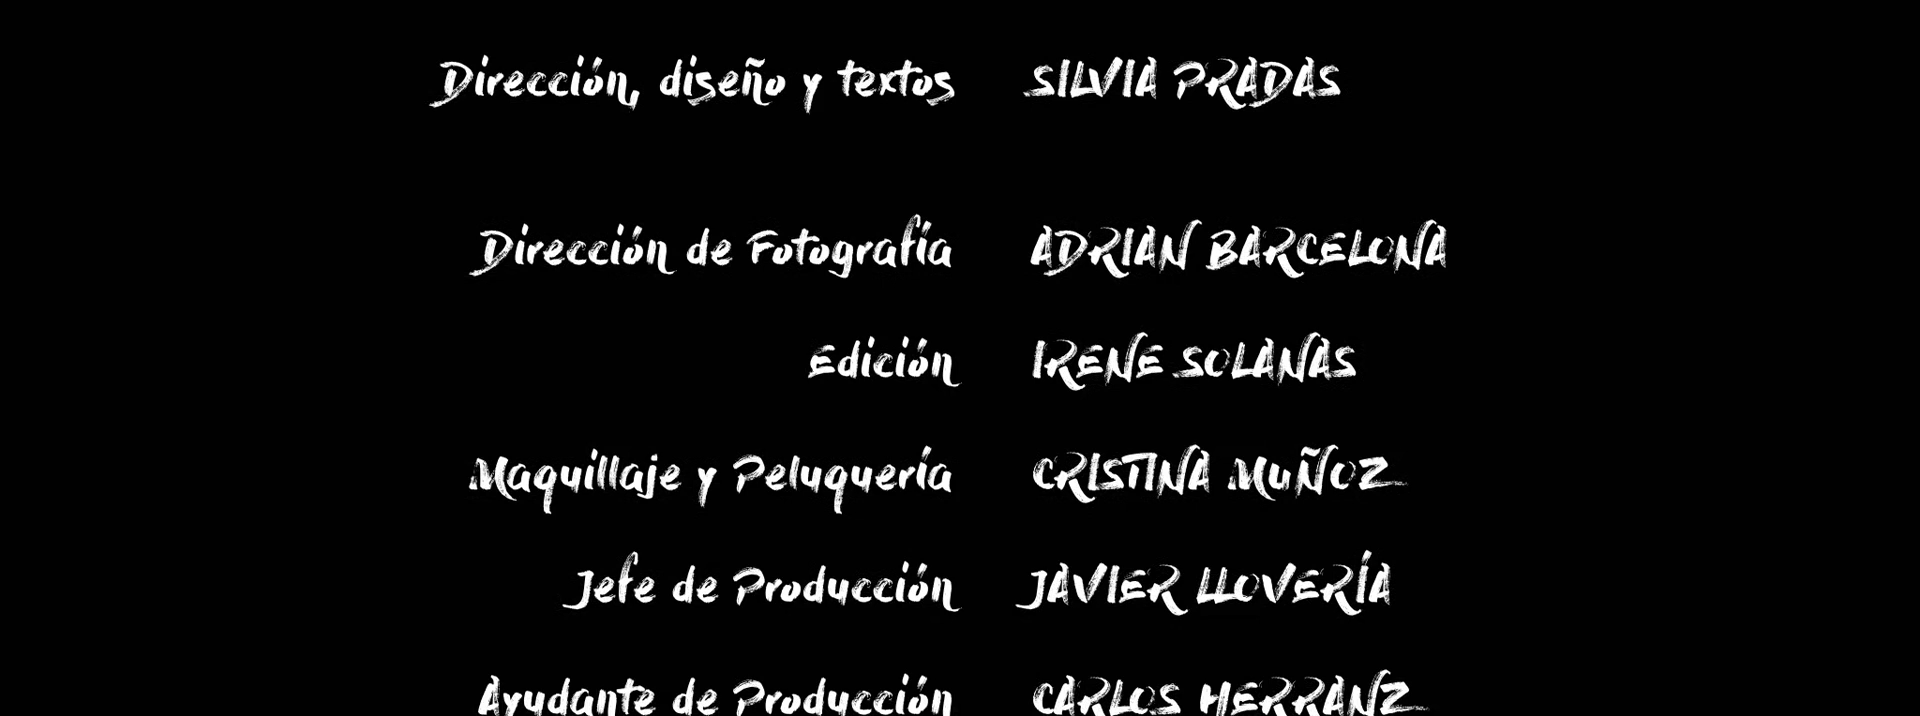 Dirección, diseño y textos SILVIA PRADAS
Dirección de Fotografía ADRIAN BARCELONA
Edición IRENE SOLANAS
Maquillaje y Peluquería CRISTINA MUÑOZ
Jefe de Producción JAVIER LLOVERÍA
Ayudante de Producción CARLOS HERRANZ